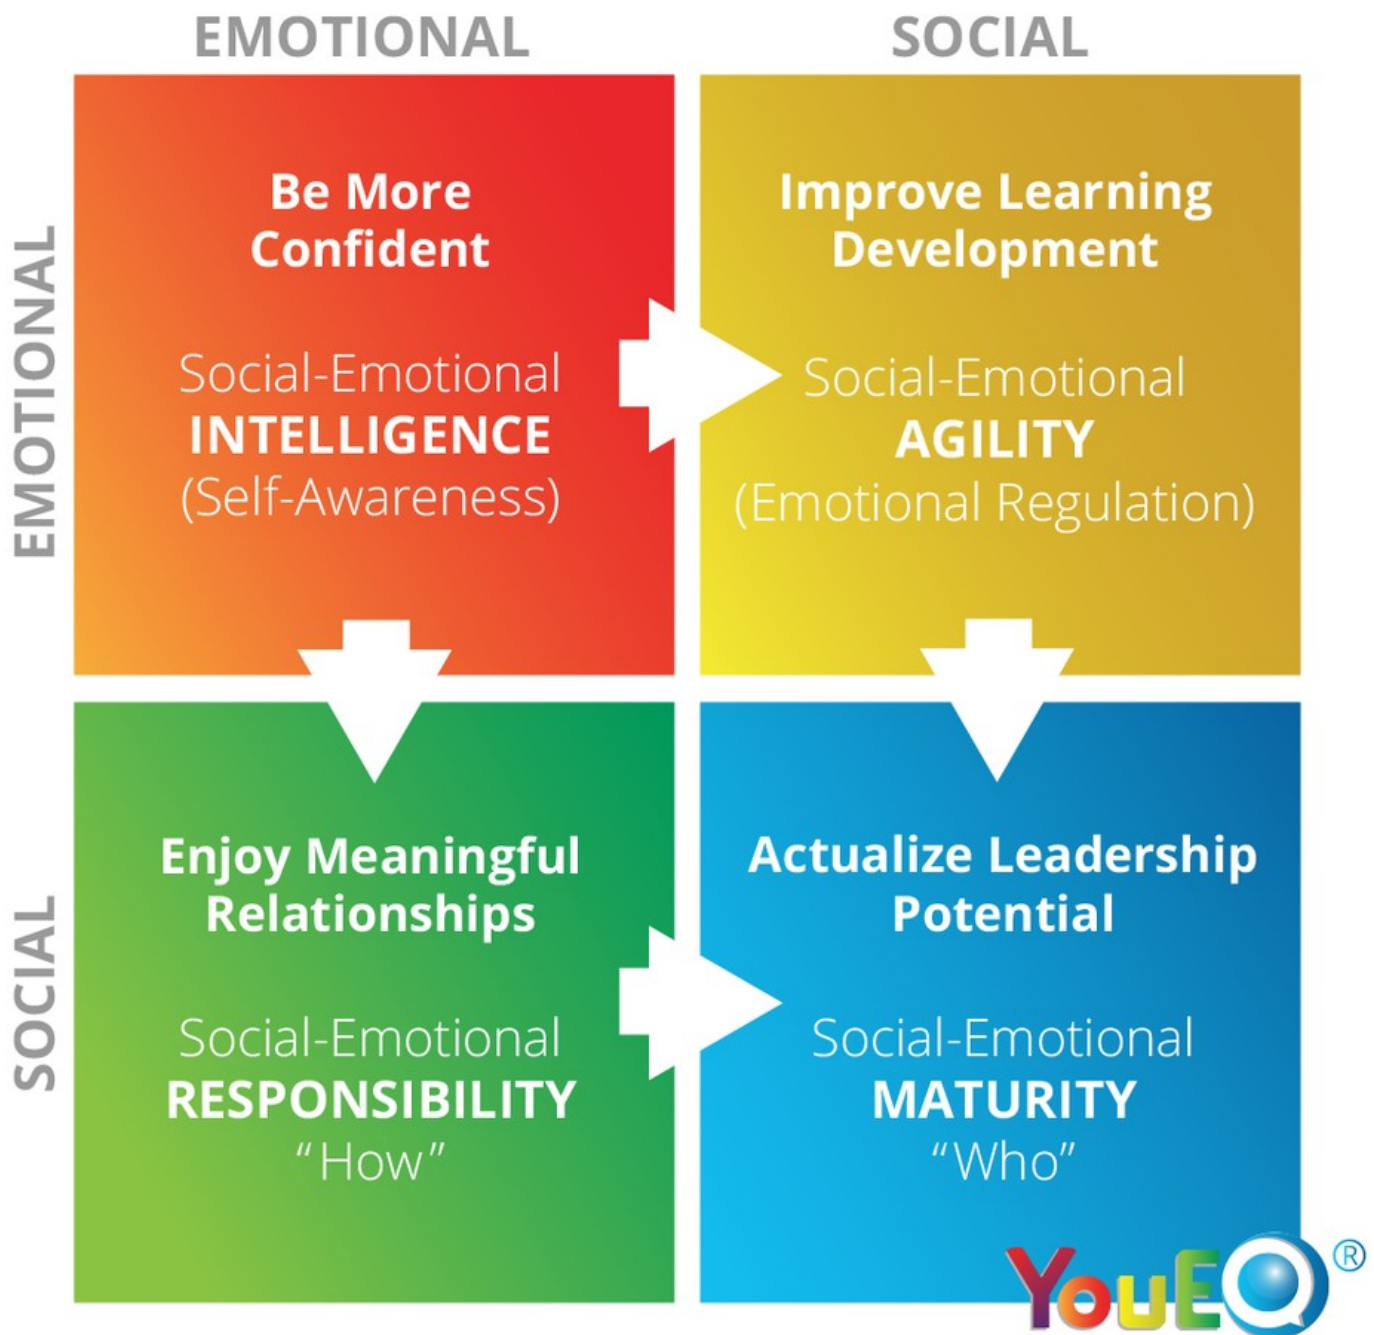 EMOTIONAL
SOCIAL
EMOTIONAL
Be More
Confident
Social-Emotional
INTELLIGENCE
(Self-Awareness)
Improve Learning
Development
Social-Emotional
AGILITY
(Emotional Regulation)
SOCIAL
Enjoy Meaningful
Relationships
Social-Emotional
RESPONSIBILITY
“How”
Actualize Leadership
Potential
Social-Emotional
MATURITY
“Who”
YouEQ®